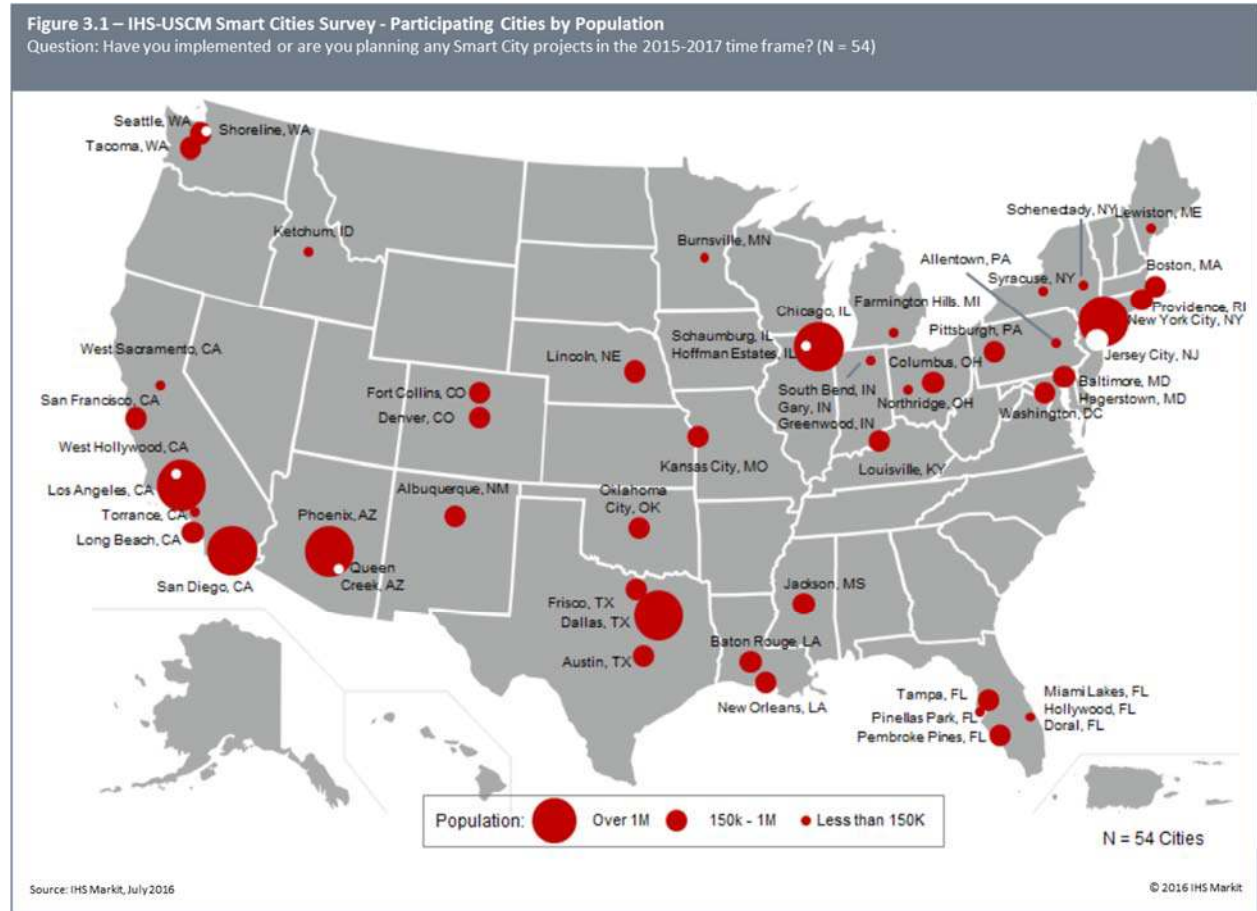 Figure 3.1 – IHS-USCM Smart Cities Survey - Participating Cities by Population
Question: Have you implemented or are you planning any Smart City projects in the 2015-2017 time frame? (N = 54)
Seattle, WA
Shoreline, WA
Tacoma, WA
Ketchum, ID
Burnsville, MN
Schenectady, NY
Lewiston, ME
Allentown, PA
Syracuse, NY
Boston, MA
Providence, RI
New York City, NY
Jersey City, NJ
Chicago, IL
Farmington Hills. MI
Pittsburgh, PA
Schaumburg, IL
Hoffman Estates, IL
Lincoln, NE
West Sacramento, CA
Fort Collins, CO
Denver, CO
Columbus, OH
South Bend, IN
Gary, IN
Greenwood, IN
Northridge, OH
Baltimore, MD
Hagerstown, MD
Washington, DC
San Francisco, CA
West Hollywood, CA
Kansas City, MO
Louisville, KY
Los Angeles, CA
Torrance, CA
Long Beach, CA
San Diego, CA
Phoenix, AZ
Queen
Creek, AZ
Albuquerque, NM
Oklahoma
City, OK
Frisco, TX
Dallas, TX
Austin, TX
Jackson, MS
Baton Rouge, LA
New Orleans, LA
Tampa, FL
Pinellas Park, FL
Pembroke Pines, FL
Miami Lakes, FL
Hollywood, FL
Doral, FL
Population: Over 1M 150k - 1M Less than 150K
N = 54 Cities
Source: IHS Markit, July 2016
© 2016 IHS Markit